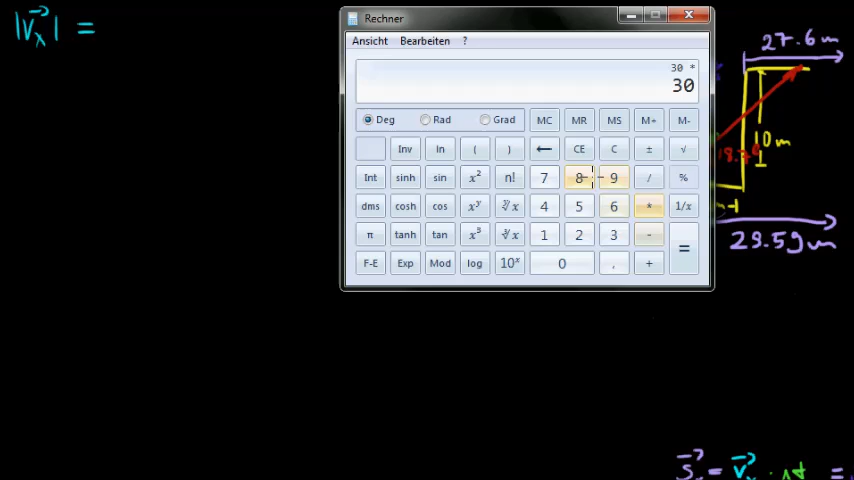 |v⃗ₓ| =
Rechner
Ansicht Bearbeiten ?
30 *
30
Deg Rad Grad MC MR MS M+ M-
Inv ln ( ) ← CE C ± √
Int sinh sin x² n! 7 8 9 / %
dms cosh cos xʸ ʸ√x 4 5 6 * 1/x
π tanh tan x³ ³√x 1 2 3 - =
F-E Exp Mod log 10ˣ 0 , +
27.6 m
10 m
29.59 m
s⃗ = v⃗ₓ · Δt =